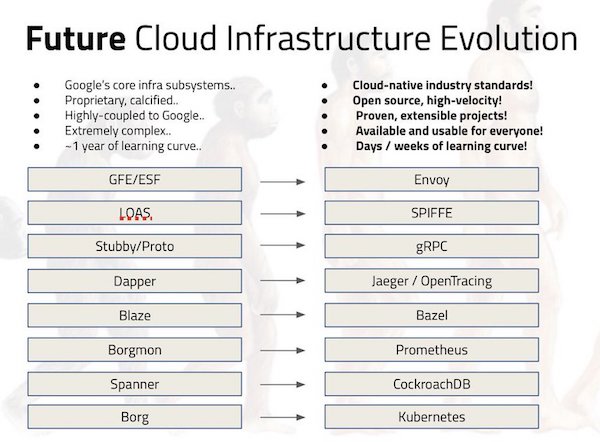 Future Cloud Infrastructure Evolution
● Google's core infra subsystems..
● Proprietary, calcified..
● Highly-coupled to Google..
● Extremely complex..
● ~1 year of learning curve..
● Cloud-native industry standards!
● Open source, high-velocity!
● Proven, extensible projects!
● Available and usable for everyone!
● Days / weeks of learning curve!
GFE/ESF → Envoy
LOAS → SPIFFE
Stubby/Proto → gRPC
Dapper → Jaeger / OpenTracing
Blaze → Bazel
Borgmon → Prometheus
Spanner → CockroachDB
Borg → Kubernetes